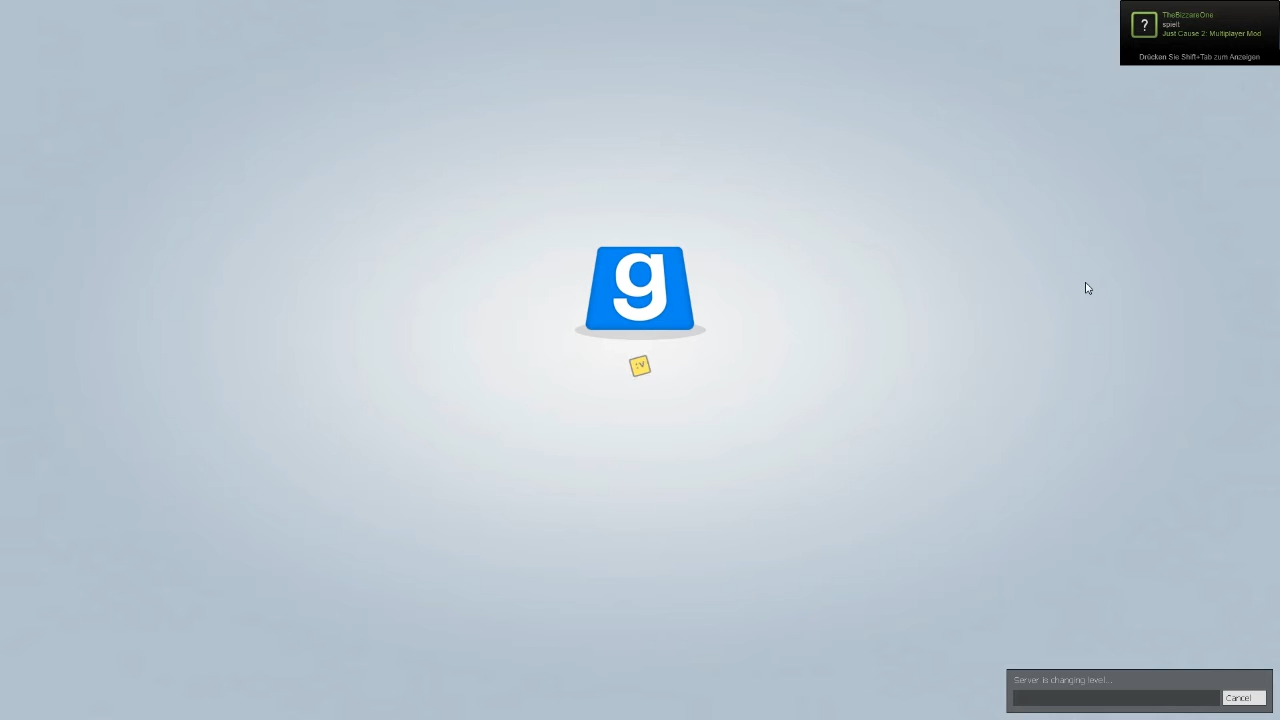 TheBizzareOne
spielt
Just Cause 2: Multiplayer Mod
Drücken Sie Shift+Tab zum Anzeigen
?
g
:v
Server is changing level...
Cancel